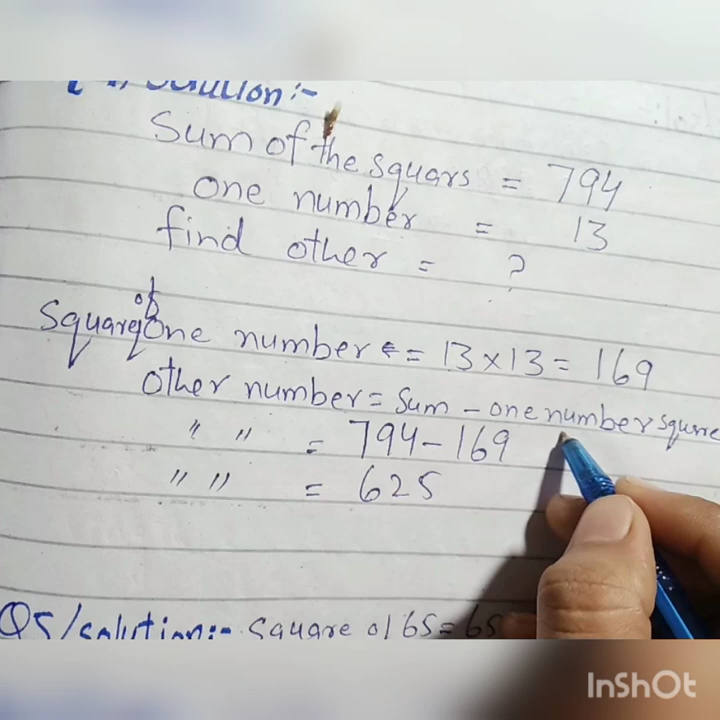 Solution:-
Sum of the squars = 794
one number = 13
find other = ?
Square of One number = 13 × 13 = 169
other number = Sum - one number squre
" " = 794 - 169
" " = 625
Q5/solution:- Square of 65 = 65
InShOt